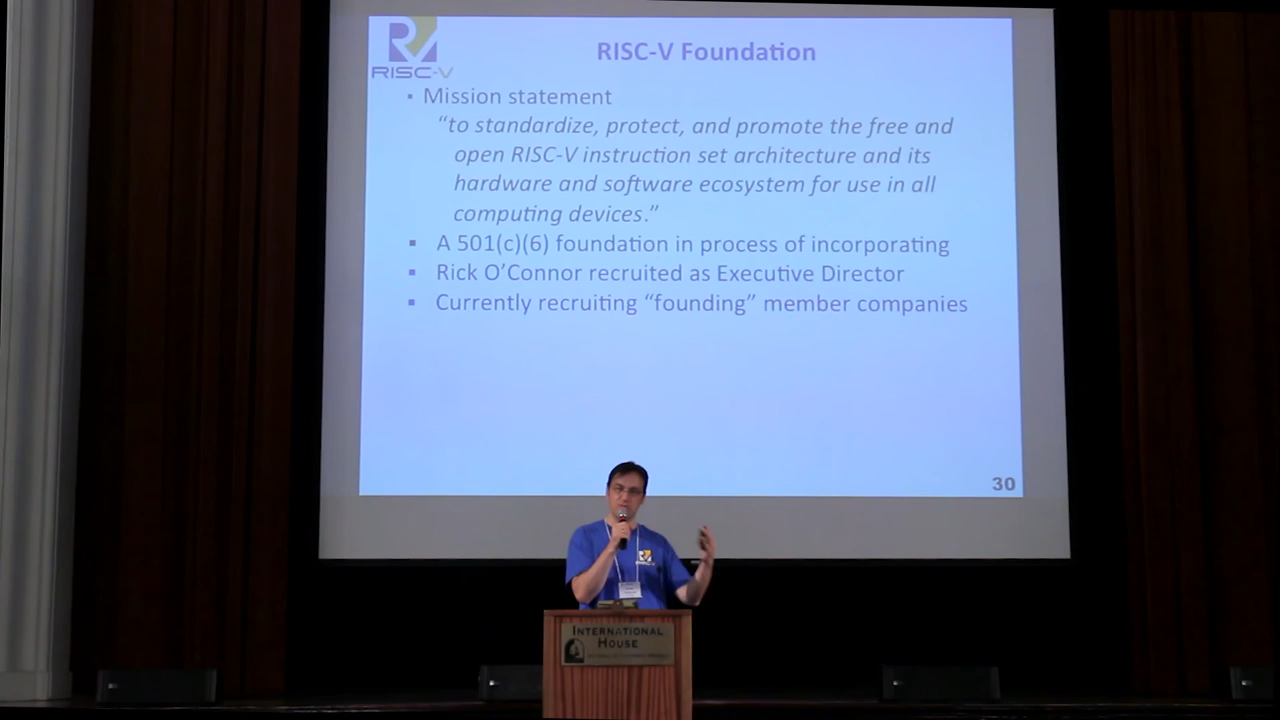 RISC-V
RISC-V Foundation
▪ Mission statement
“to standardize, protect, and promote the free and
open RISC-V instruction set architecture and its
hardware and software ecosystem for use in all
computing devices.”
▪ A 501(c)(6) foundation in process of incorporating
▪ Rick O’Connor recruited as Executive Director
▪ Currently recruiting “founding” member companies
30
INTERNATIONAL
HOUSE